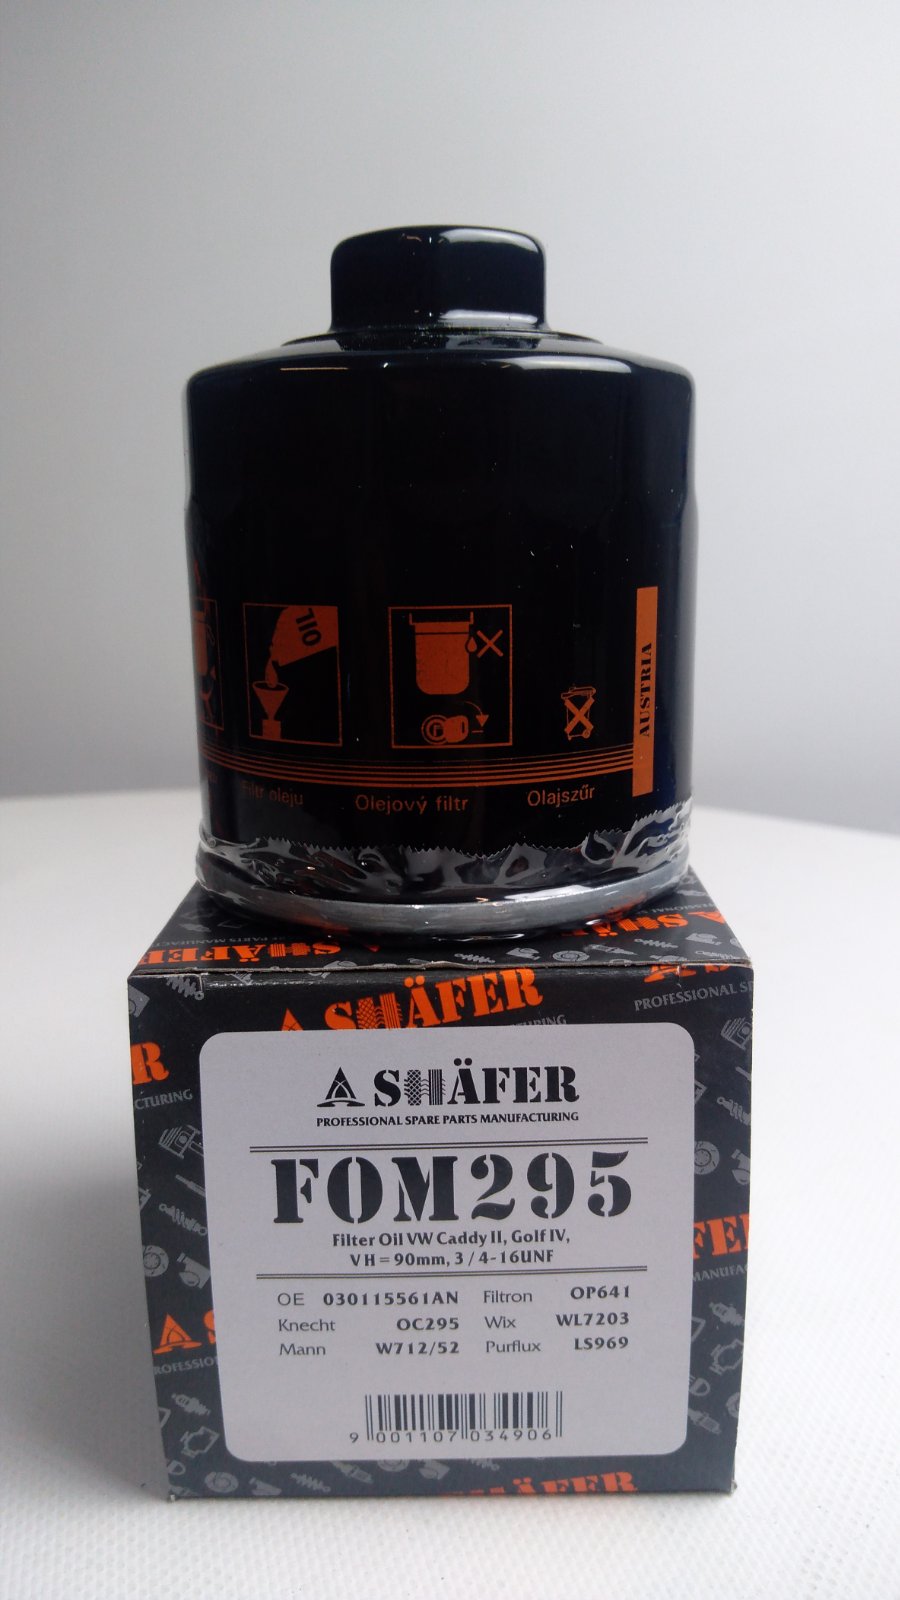 OIL
AUSTRIA
Filtr oleju
Olejový filtr
Olajszűr
SHÄFER
SHÄFER
PROFESSIONAL SP
SHÄFER
SHÄFER
PROFESSIONAL SPARE PARTS MANUFACTURING
FOM295
Filter Oil VW Caddy II, Golf IV,
V H = 90mm, 3 / 4-16UNF
OE 030115561AN Filtron OP641
Knecht OC295 Wix WL7203
Mann W712/52 Purflux LS969
9 001107 034906